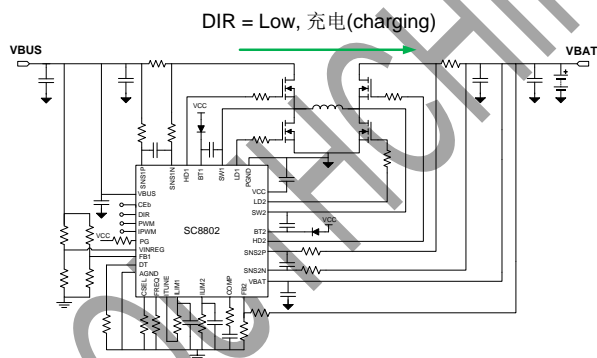 DIR = Low, 充电(charging)
VBUS
VBAT
VCC
SNS1P
SNS1N
HD1
BT1
SW1
LD1
PGND
VBUS
CEb
DIR
PWM
IPWM
VCC
PG
VINREG
FB1
DT
AGND
SC8802
VCC
LD2
SW2
VCC
BT2
HD2
SNS2P
SNS2N
VBAT
CSEL
FREQ
ITUNE
ILIM1
ILIM2
COMP
FB2